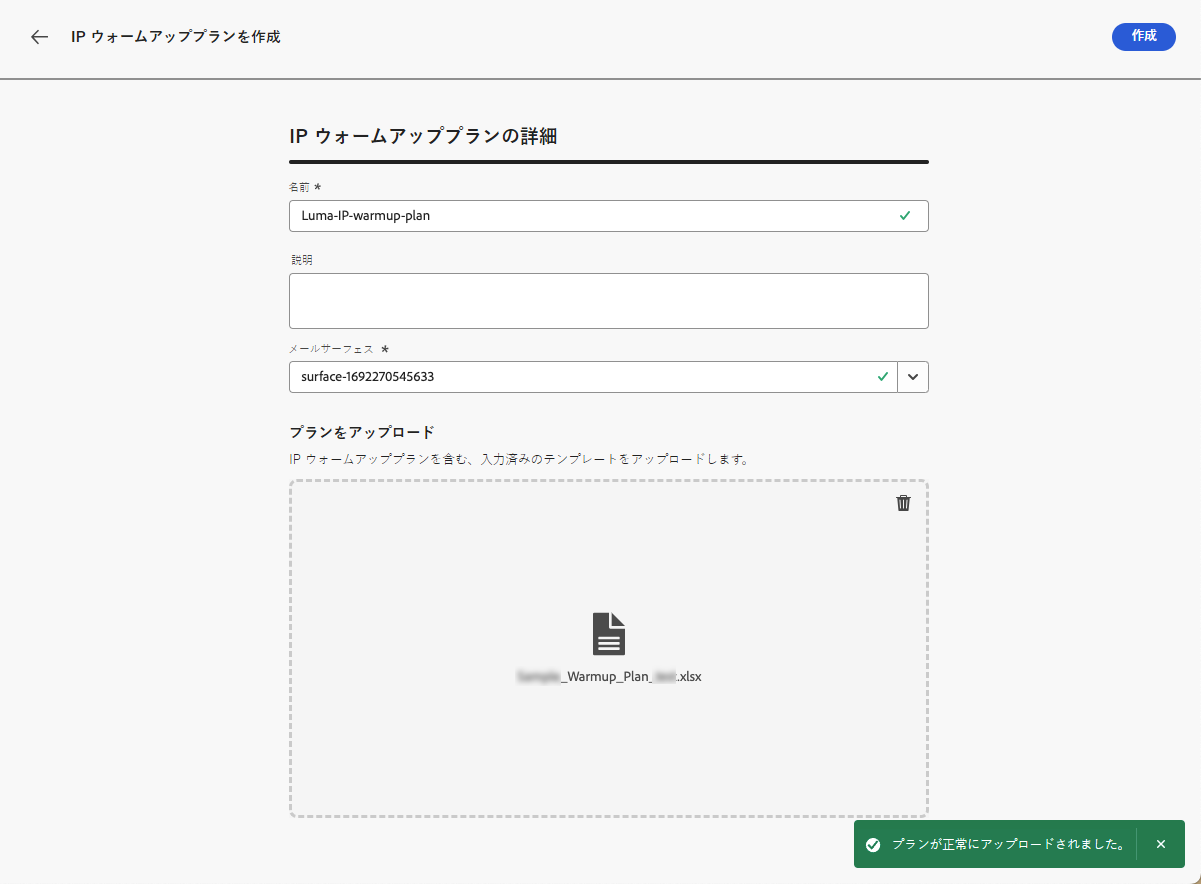 IP ウォームアッププランを作成
作成
IP ウォームアッププランの詳細
名前 *
Luma-IP-warmup-plan
説明
メールサーフェス *
surface-1692270545633
プランをアップロード
IP ウォームアッププランを含む、入力済みのテンプレートをアップロードします。
_Warmup_Plan_ .xlsx
プランが正常にアップロードされました。